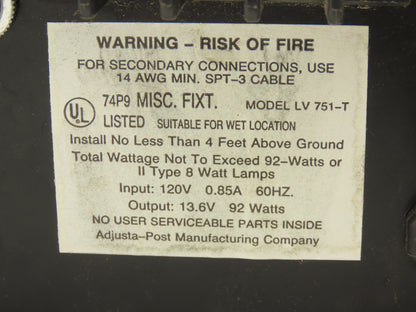 WARNING - RISK OF FIRE
FOR SECONDARY CONNECTIONS, USE
14 AWG MIN. SPT-3 CABLE
UL 74P9 MISC. FIXT. MODEL LV 751-T
LISTED SUITABLE FOR WET LOCATION
Install No Less Than 4 Feet Above Ground
Total Wattage Not To Exceed 92-Watts or
II Type 8 Watt Lamps
Input: 120V 0.85A 60HZ.
Output: 13.6V 92 Watts
NO USER SERVICEABLE PARTS INSIDE
Adjusta-Post Manufacturing Company